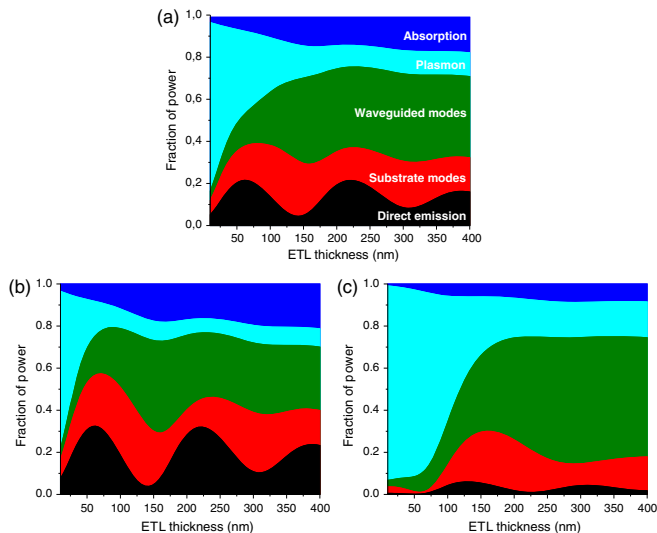 (a)
1,0
0,8
0,6
0,4
0,2
0,0
Fraction of power
Absorption
Plasmon
Waveguided modes
Substrate modes
Direct emission
50 100 150 200 250 300 350 400
ETL thickness (nm)
(b)
1.0
0.8
0.6
0.4
0.2
0.0
Fraction of power
50 100 150 200 250 300 350 400
ETL thickness (nm)
(c)
1.0
0.8
0.6
0.4
0.2
0.0
Fraction of power
50 100 150 200 250 300 350 400
ETL thickness (nm)